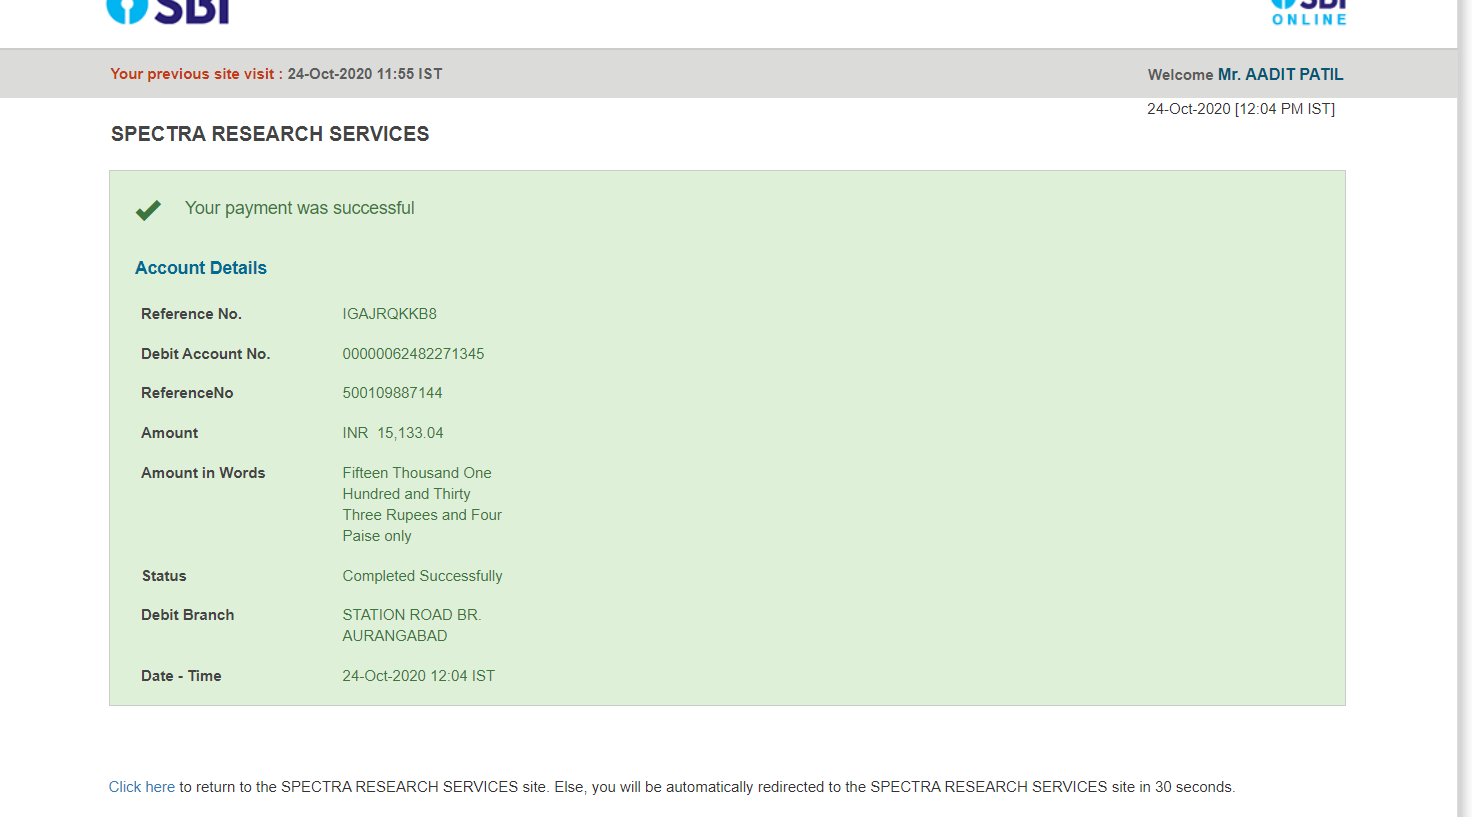 SBI
SBI
ONLINE
Your previous site visit : 24-Oct-2020 11:55 IST
Welcome Mr. AADIT PATIL
24-Oct-2020 [12:04 PM IST]
SPECTRA RESEARCH SERVICES
Your payment was successful
Account Details
Reference No. IGAJRQKKB8
Debit Account No. 00000062482271345
ReferenceNo 500109887144
Amount INR 15,133.04
Amount in Words Fifteen Thousand One
Hundred and Thirty
Three Rupees and Four
Paise only
Status Completed Successfully
Debit Branch STATION ROAD BR.
AURANGABAD
Date - Time 24-Oct-2020 12:04 IST
Click here to return to the SPECTRA RESEARCH SERVICES site. Else, you will be automatically redirected to the SPECTRA RESEARCH SERVICES site in 30 seconds.